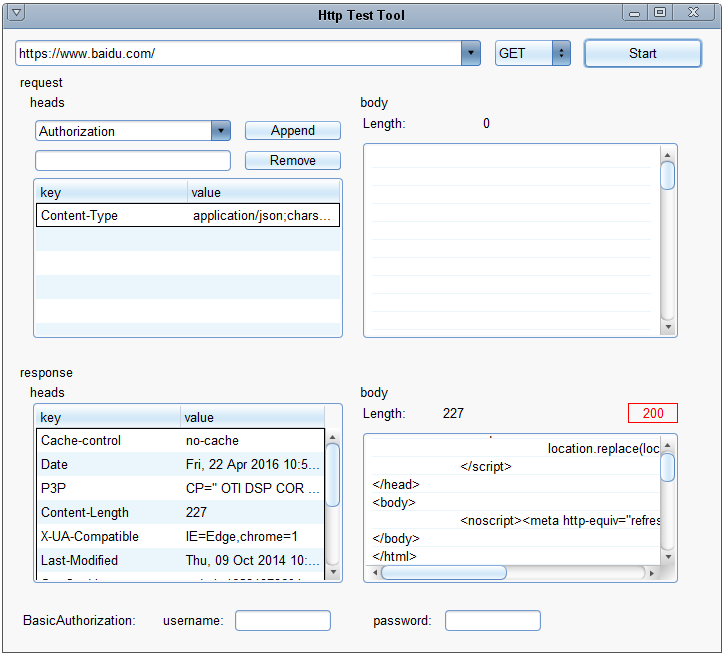 Http Test Tool
https://www.baidu.com/ GET Start
request
heads
body
Length: 0
Authorization Append
Remove
key value
Content-Type application/json;chars...
response
heads
body
Length: 227 200
key value
Cache-control no-cache
Date Fri, 22 Apr 2016 10:5...
P3P CP=" OTI DSP COR ...
Content-Length 227
X-UA-Compatible IE=Edge,chrome=1
Last-Modified Thu, 09 Oct 2014 10:...
location.replace(loc
</script>
</head>
<body>
<noscript><meta http-equiv="refres
</body>
</html>
BasicAuthorization: username: password: